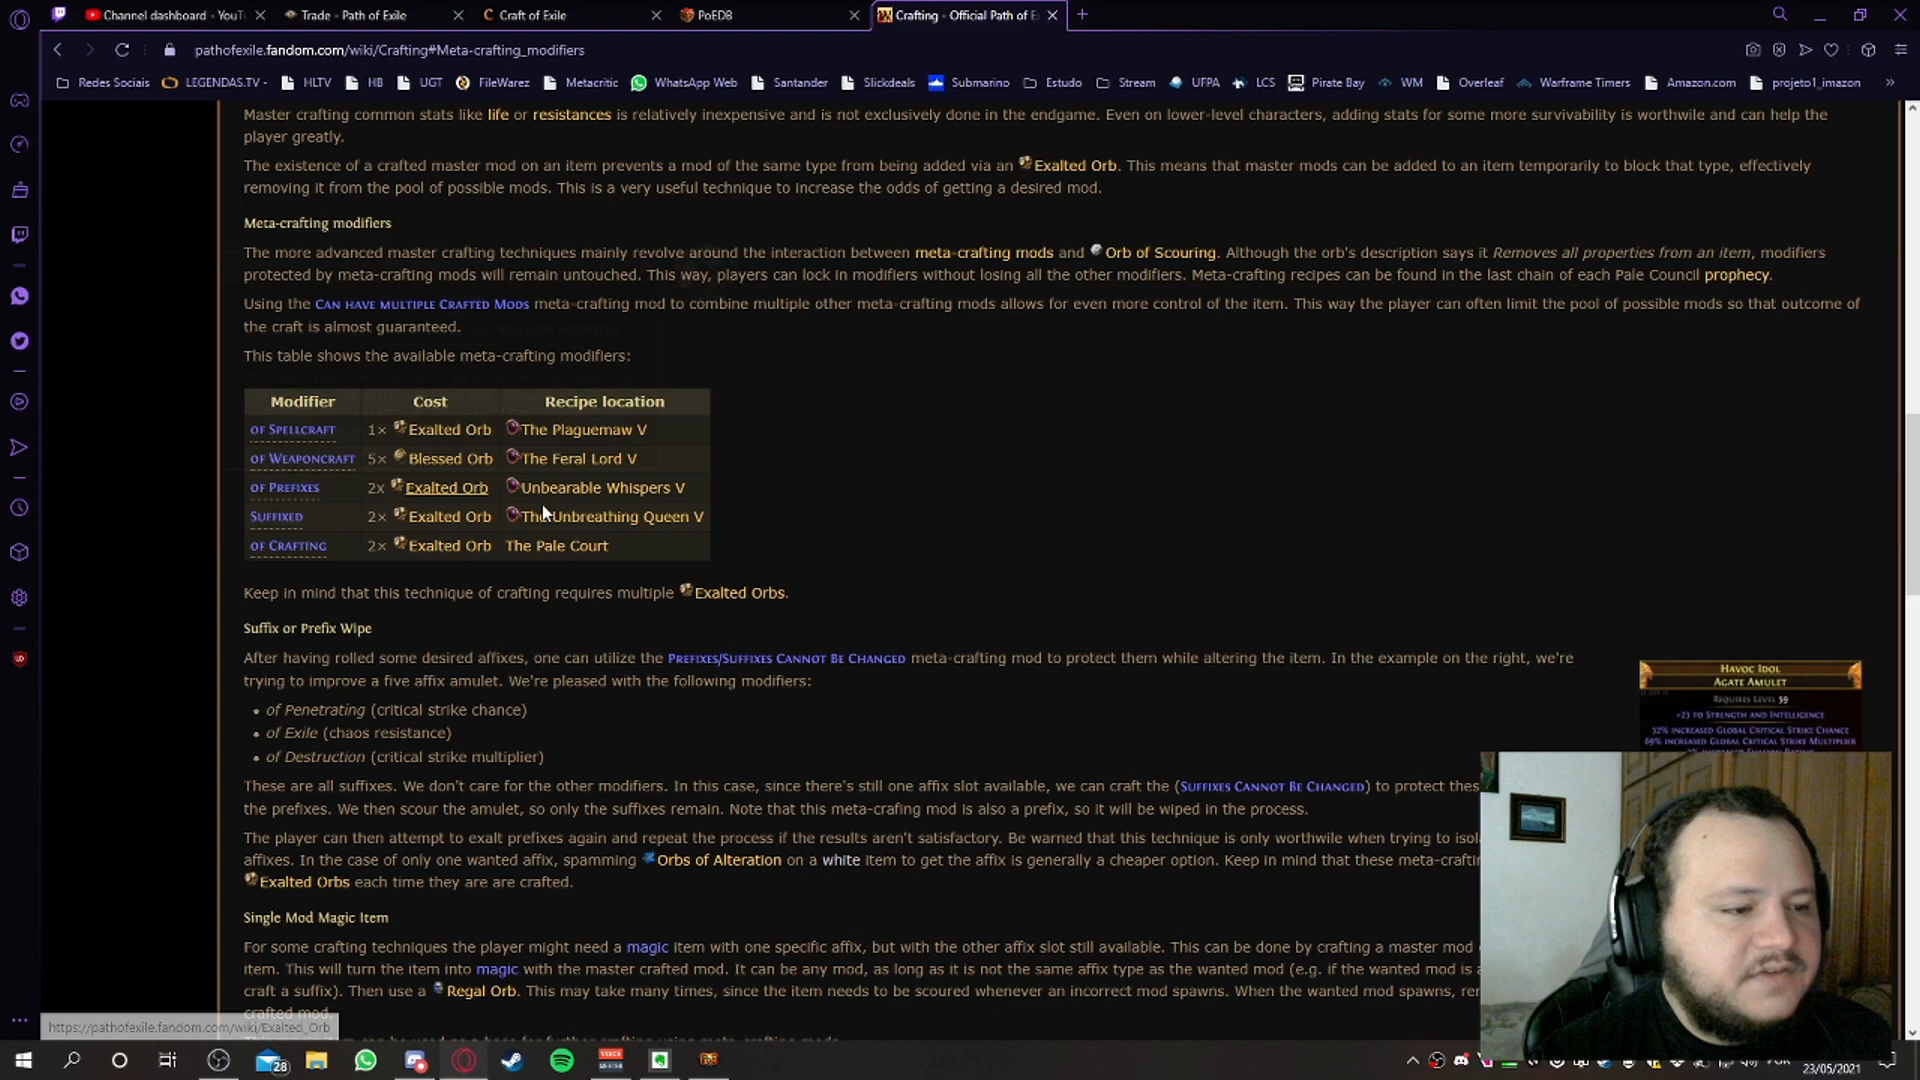 Channel dashboard - YouT
Trade - Path of Exile
Craft of Exile
PoEDB
Crafting - Official Path of E
pathofexile.fandom.com/wiki/Crafting#Meta-crafting_modifiers
Redes Sociais
LEGENDAS.TV -
HLTV
HB
UGT
FileWarez
Metacritic
WhatsApp Web
Santander
Slickdeals
Submarino
Estudo
Stream
UFPA
LCS
Pirate Bay
WM
Overleaf
Warframe Timers
Amazon.com
projeto1_imazon
Master crafting common stats like life or resistances is relatively inexpensive and is not exclusively done in the endgame. Even on lower-level characters, adding stats for some more survivability is worthwile and can help the
player greatly.
The existence of a crafted master mod on an item prevents a mod of the same type from being added via an Exalted Orb. This means that master mods can be added to an item temporarily to block that type, effectively
removing it from the pool of possible mods. This is a very useful technique to increase the odds of getting a desired mod.
Meta-crafting modifiers
The more advanced master crafting techniques mainly revolve around the interaction between meta-crafting mods and Orb of Scouring. Although the orb's description says it Removes all properties from an item, modifiers
protected by meta-crafting mods will remain untouched. This way, players can lock in modifiers without losing all the other modifiers. Meta-crafting recipes can be found in the last chain of each Pale Council prophecy.
Using the Can have multiple Crafted Mods meta-crafting mod to combine multiple other meta-crafting mods allows for even more control of the item. This way the player can often limit the pool of possible mods so that outcome of
the craft is almost guaranteed.
This table shows the available meta-crafting modifiers:
Modifier Cost Recipe location
of Spellcraft 1× Exalted Orb The Plaguemaw V
of Weaponcraft 5× Blessed Orb The Feral Lord V
of Prefixes 2x Exalted Orb Unbearable Whispers V
Suffixed 2× Exalted Orb The Unbreathing Queen V
of Crafting 2× Exalted Orb The Pale Court
Keep in mind that this technique of crafting requires multiple Exalted Orbs.
Suffix or Prefix Wipe
After having rolled some desired affixes, one can utilize the Prefixes/Suffixes Cannot Be Changed meta-crafting mod to protect them while altering the item. In the example on the right, we're
trying to improve a five affix amulet. We're pleased with the following modifiers:
• of Penetrating (critical strike chance)
• of Exile (chaos resistance)
• of Destruction (critical strike multiplier)
Havoc Idol
Agate Amulet
Requires Level 59
+23 to Strength and Intelligence
32% increased Global Critical Strike Chance
69% increased Global Critical Strike Multiplier
These are all suffixes. We don't care for the other modifiers. In this case, since there's still one affix slot available, we can craft the (Suffixes Cannot Be Changed) to protect thes
the prefixes. We then scour the amulet, so only the suffixes remain. Note that this meta-crafing mod is also a prefix, so it will be wiped in the process.
The player can then attempt to exalt prefixes again and repeat the process if the results aren't satisfactory. Be warned that this technique is only worthwile when trying to isol
affixes. In the case of only one wanted affix, spamming Orbs of Alteration on a white item to get the affix is generally a cheaper option. Keep in mind that these meta-crafti
Exalted Orbs each time they are are crafted.
Single Mod Magic Item
For some crafting techniques the player might need a magic item with one specific affix, but with the other affix slot still available. This can be done by crafting a master mod
item. This will turn the item into magic with the master crafted mod. It can be any mod, as long as it is not the same affix type as the wanted mod (e.g. if the wanted mod is a
craft a suffix). Then use a Regal Orb. This may take many times, since the item needs to be scoured whenever an incorrect mod spawns. When the wanted mod spawns, re
crafted mod.
https://pathofexile.fandom.com/wiki/Exalted_Orb
28
23/05/2021